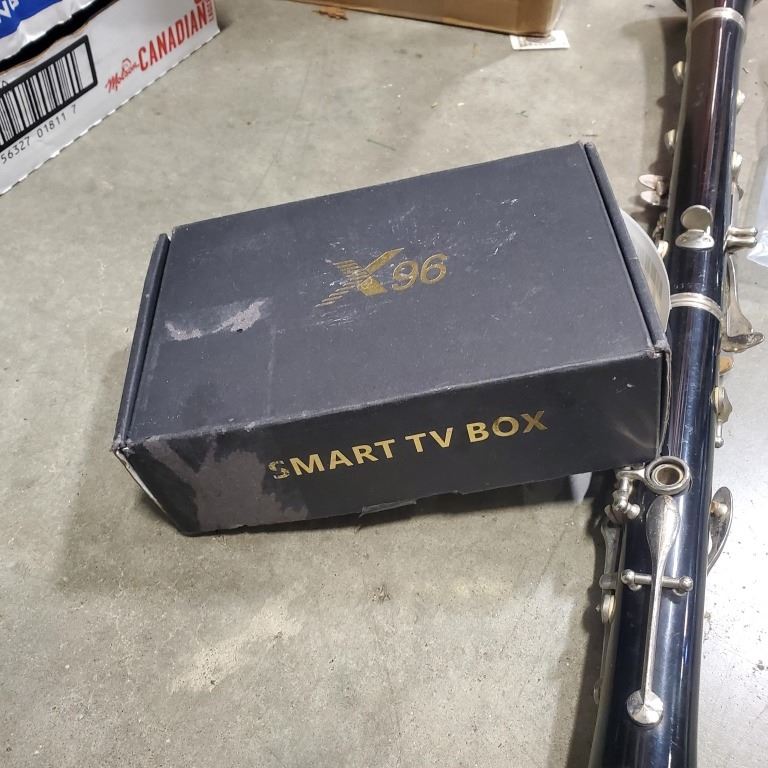 Molson CANADIAN
56327 01811 7
X96
SMART TV BOX